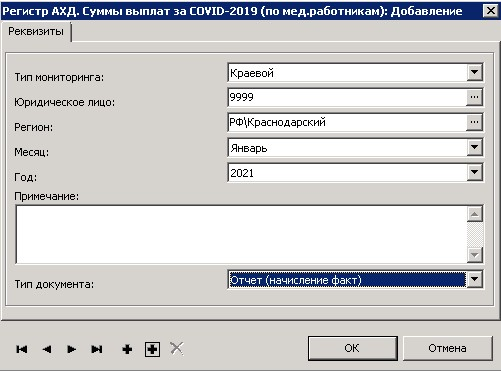 Регистр АХД. Суммы выплат за COVID-2019 (по мед.работникам): Добавление
Реквизиты
Тип мониторинга: Краевой
Юридическое лицо: 9999 ...
Регион: РФ\Краснодарский ...
Месяц: Январь
Год: 2021
Примечание:
Тип документа: Отчет (начисление факт)
ОК Отмена